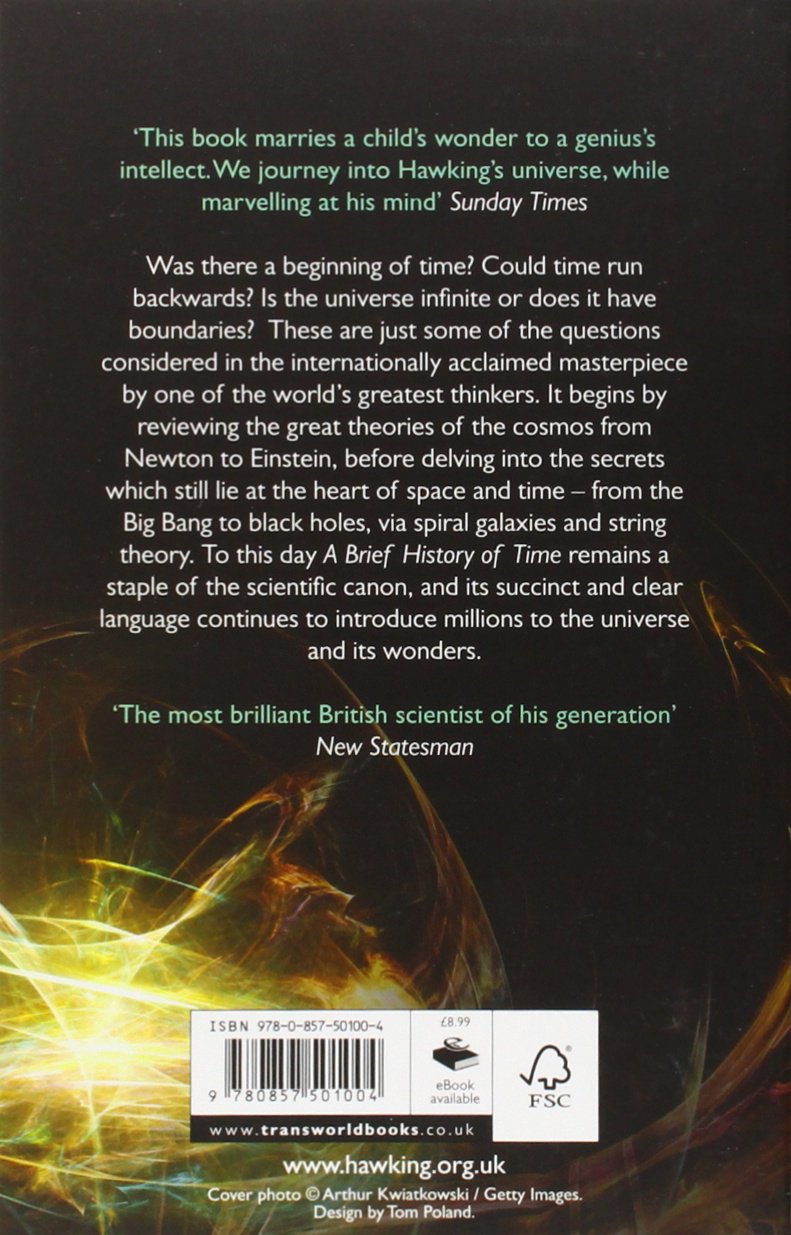 ‘This book marries a child’s wonder to a genius’s
intellect. We journey into Hawking’s universe, while
marvelling at his mind’ Sunday Times
Was there a beginning of time? Could time run
backwards? Is the universe infinite or does it have
boundaries? These are just some of the questions
considered in the internationally acclaimed masterpiece
by one of the world’s greatest thinkers. It begins by
reviewing the great theories of the cosmos from
Newton to Einstein, before delving into the secrets
which still lie at the heart of space and time – from the
Big Bang to black holes, via spiral galaxies and string
theory. To this day A Brief History of Time remains a
staple of the scientific canon, and its succinct and clear
language continues to introduce millions to the universe
and its wonders.
‘The most brilliant British scientist of his generation’
New Statesman
ISBN 978-0-857-50100-4
9 780857 501004
£8.99
eBook
available
®
FSC
www.transworldbooks.co.uk
www.hawking.org.uk
Cover photo © Arthur Kwiatkowski / Getty Images.
Design by Tom Poland.